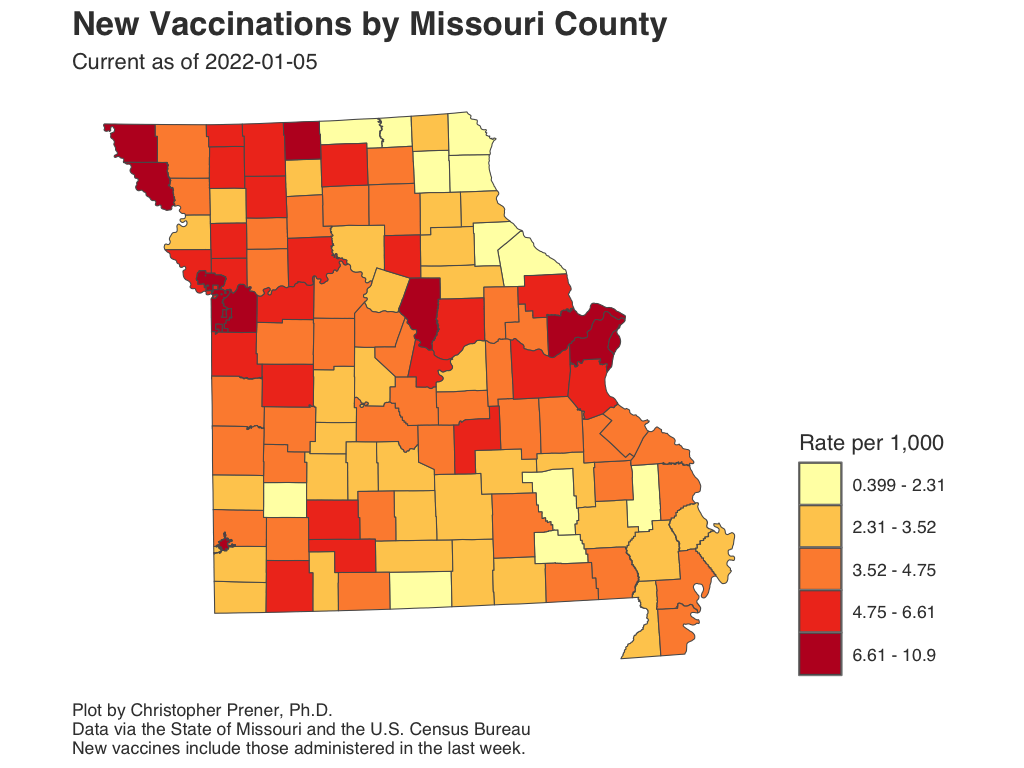 New Vaccinations by Missouri County
Current as of 2022-01-05
Rate per 1,000
0.399 - 2.31
2.31 - 3.52
3.52 - 4.75
4.75 - 6.61
6.61 - 10.9
Plot by Christopher Prener, Ph.D.
Data via the State of Missouri and the U.S. Census Bureau
New vaccines include those administered in the last week.